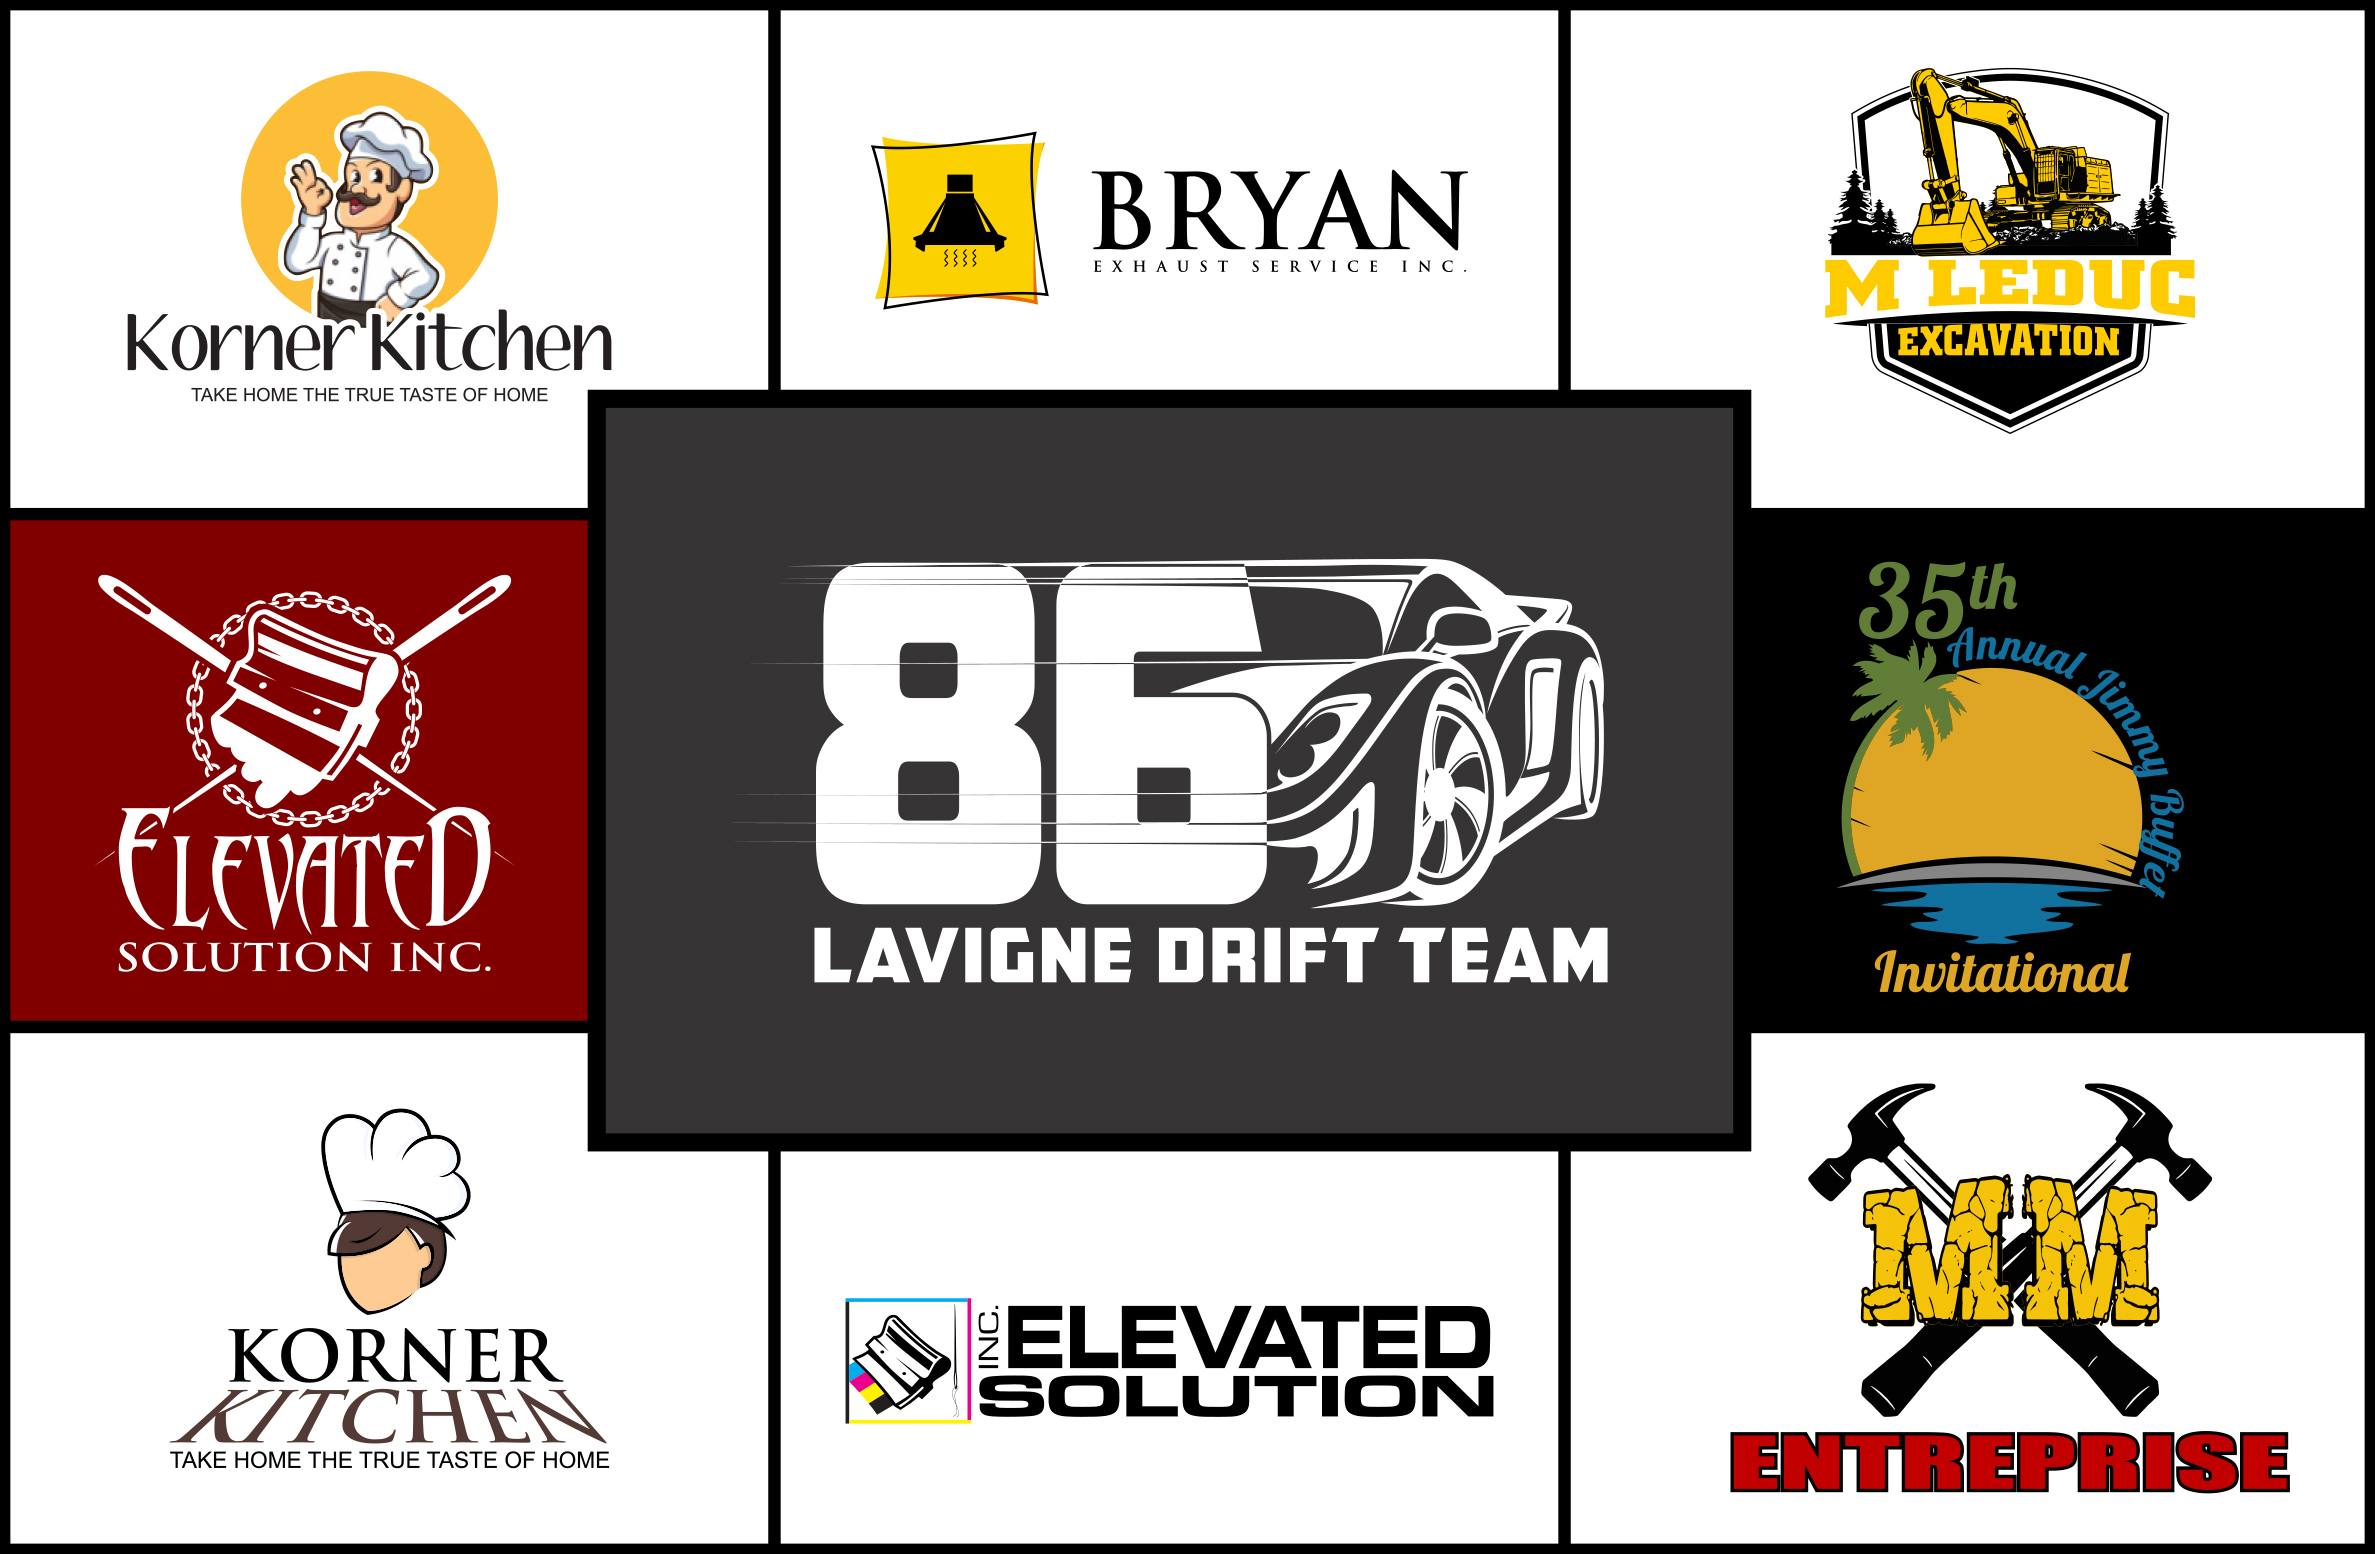 Korner Kitchen
TAKE HOME THE TRUE TASTE OF HOME
BRYAN
EXHAUST SERVICE INC.
M LEDUC
EXCAVATION
ELEVATED
SOLUTION INC.
86
LAVIGNE DRIFT TEAM
35th
Annual Jimmy Buffet
Invitational
KORNER
KITCHEN
TAKE HOME THE TRUE TASTE OF HOME
INC.
ELEVATED
SOLUTION
MM
ENTREPRISE